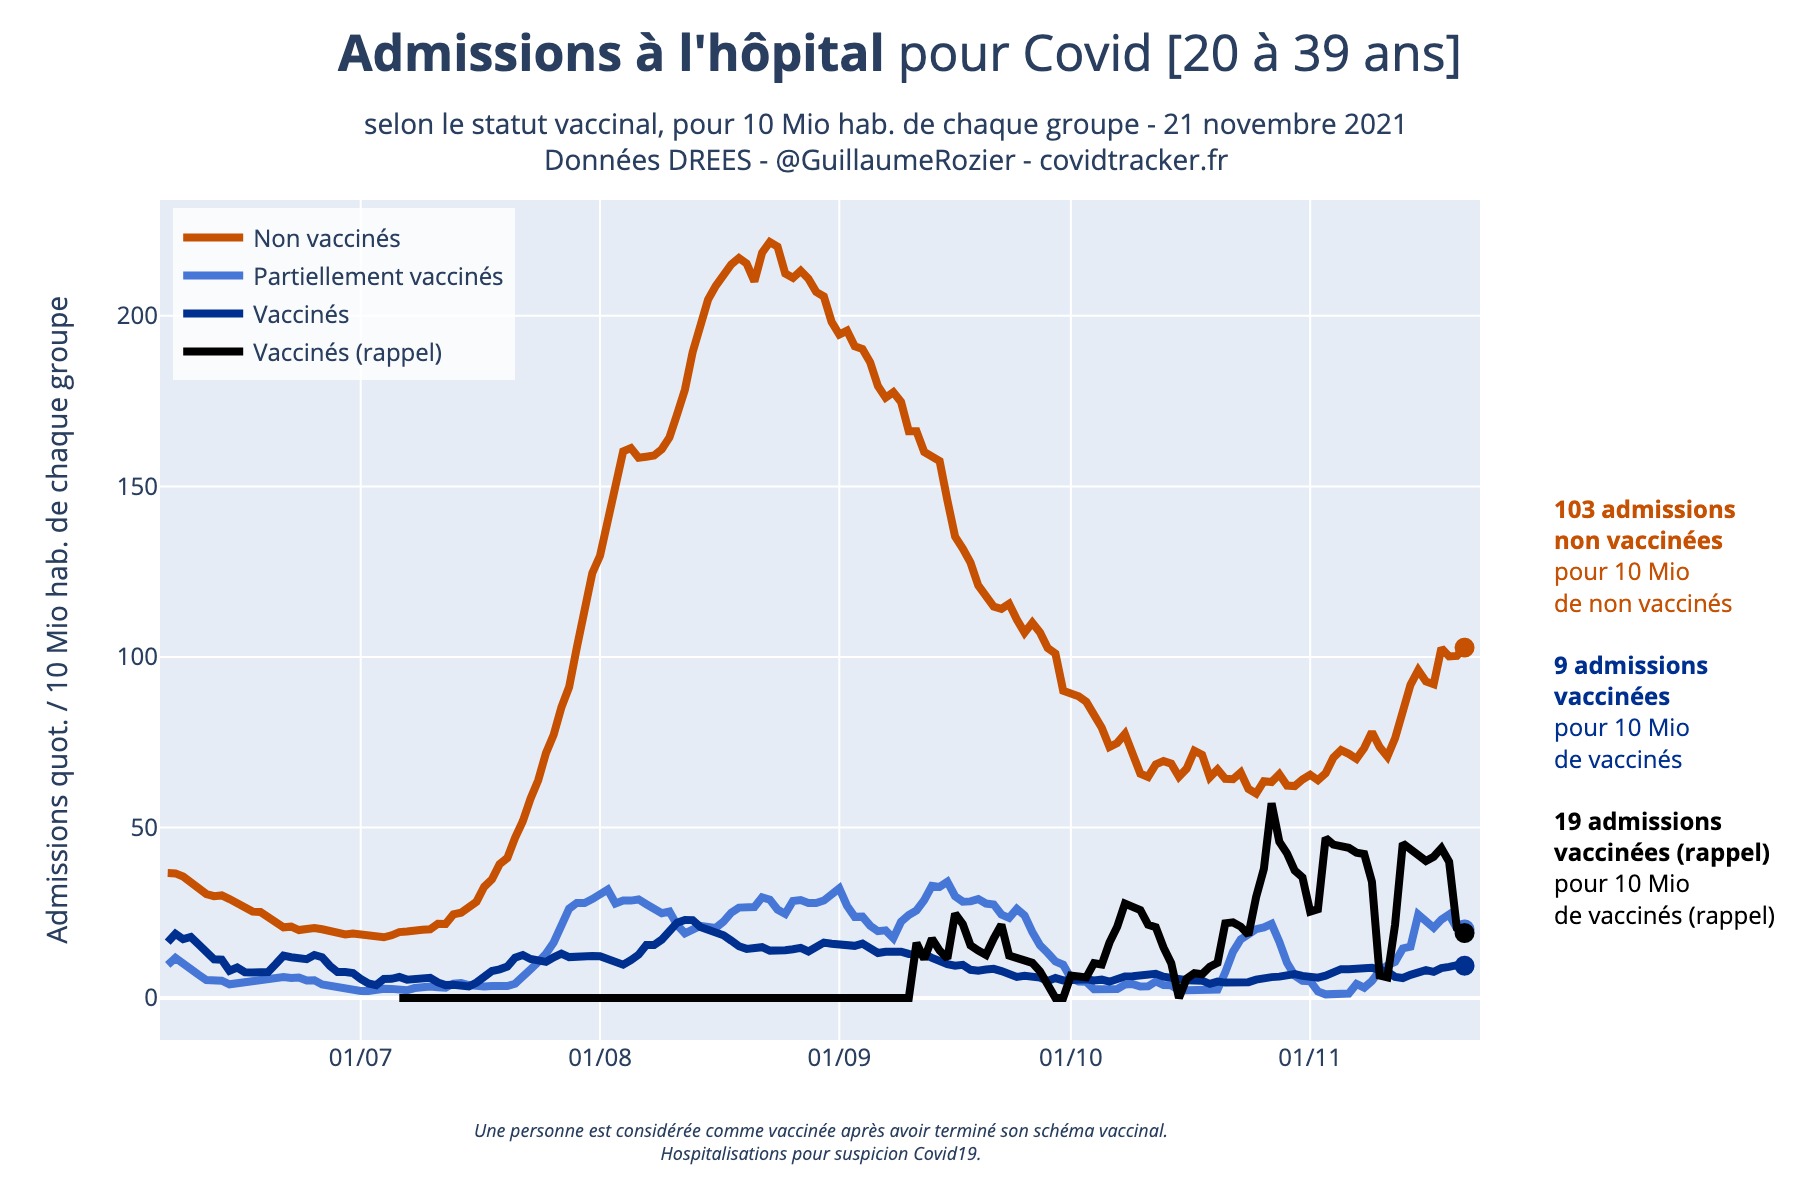 Admissions à l'hôpital pour Covid [20 à 39 ans]
selon le statut vaccinal, pour 10 Mio hab. de chaque groupe - 21 novembre 2021
Données DREES - @GuillaumeRozier - covidtracker.fr
Admissions quot. / 10 Mio hab. de chaque groupe
Non vaccinés
Partiellement vaccinés
Vaccinés
Vaccinés (rappel)
200
150
100
50
0
01/07
01/08
01/09
01/10
01/11
103 admissions
non vaccinées
pour 10 Mio
de non vaccinés
9 admissions
vaccinées
pour 10 Mio
de vaccinés
19 admissions
vaccinées (rappel)
pour 10 Mio
de vaccinés (rappel)
Une personne est considérée comme vaccinée après avoir terminé son schéma vaccinal.
Hospitalisations pour suspicion Covid19.